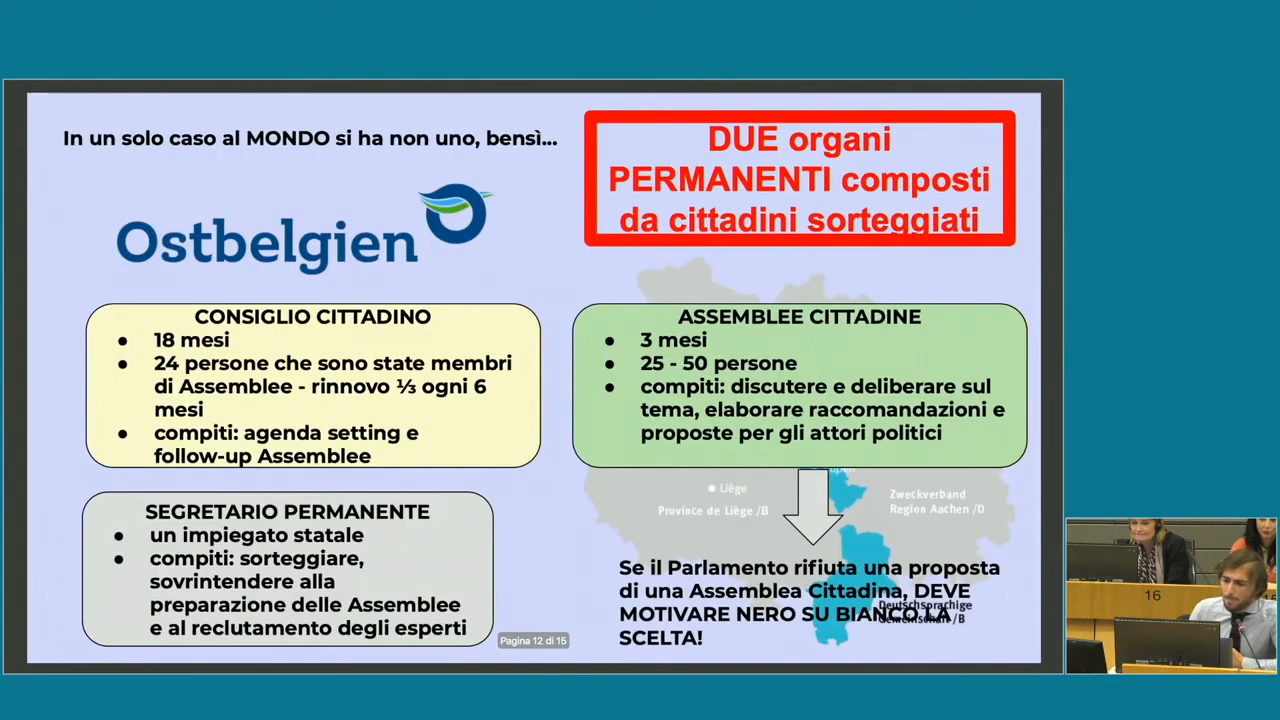 In un solo caso al MONDO si ha non uno, bensì...
DUE organi
PERMANENTI composti
da cittadini sorteggiati
Ostbelgien
CONSIGLIO CITTADINO
● 18 mesi
● 24 persone che sono state membri
di Assemblee - rinnovo ⅓ ogni 6
mesi
● compiti: agenda setting e
follow-up Assemblee
ASSEMBLEE CITTADINE
● 3 mesi
● 25 - 50 persone
● compiti: discutere e deliberare sul
tema, elaborare raccomandazioni e
proposte per gli attori politici
SEGRETARIO PERMANENTE
● un impiegato statale
● compiti: sorteggiare,
sovrintendere alla
preparazione delle Assemblee
e al reclutamento degli esperti
Liège
Province de Liège /B
Zweckverband
Region Aachen /D
Se il Parlamento rifiuta una proposta
di una Assemblea Cittadina, DEVE
MOTIVARE NERO SU BIANCO LA
SCELTA!
Deutschsprachige
Gemeinschaft /B
Pagina 12 di 15
16